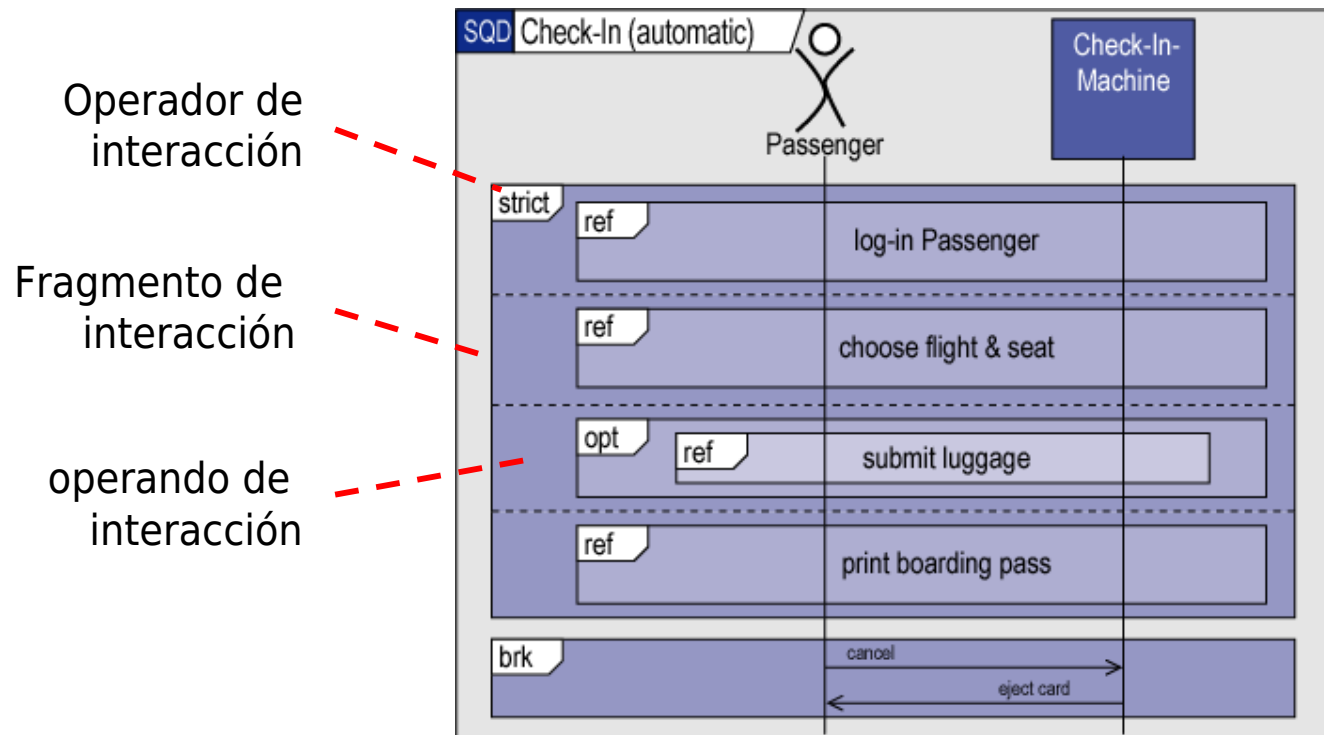 SQD Check-In (automatic)
Check-In-
Machine
Passenger
Operador de
interacción
strict
ref
log-in Passenger
Fragmento de
interacción
ref
choose flight & seat
operando de
interacción
opt
ref
submit luggage
ref
print boarding pass
brk
cancel
eject card